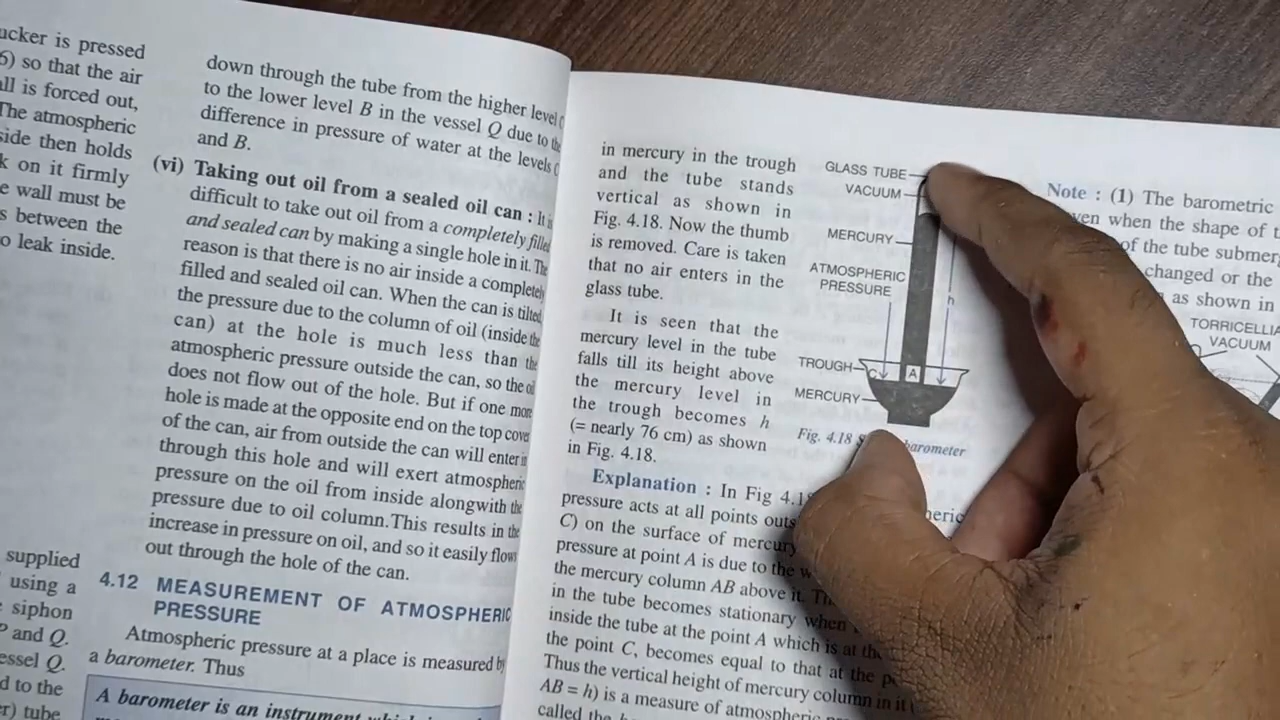 ucker is pressed
6) so that the air
all is forced out,
The atmospheric
side then holds
k on it firmly
e wall must be
s between the
o leak inside.
supplied
using a
siphon
P and Q.
essel Q.
d to the
er) tube
down through the tube from the higher level
to the lower level B in the vessel Q due to the
difference in pressure of water at the levels
and B.
(vi) Taking out oil from a sealed oil can : It is
difficult to take out oil from a completely filled
and sealed can by making a single hole in it. The
reason is that there is no air inside a completely
filled and sealed oil can. When the can is tilted
the pressure due to the column of oil (inside the
can) at the hole is much less than the
atmospheric pressure outside the can, so the oil
does not flow out of the hole. But if one more
hole is made at the opposite end on the top cover
of the can, air from outside the can will enter in
through this hole and will exert atmospheric
pressure on the oil from inside alongwith the
pressure due to oil column.This results in the
increase in pressure on oil, and so it easily flows
out through the hole of the can.
4.12 MEASUREMENT OF ATMOSPHERIC
PRESSURE
Atmospheric pressure at a place is measured by
a barometer. Thus
A barometer is an instrument which
in mercury in the trough
and the tube stands
vertical as shown in
Fig. 4.18. Now the thumb
is removed. Care is taken
that no air enters in the
glass tube.
It is seen that the
mercury level in the tube
falls till its height above
the mercury level in
the trough becomes h
(= nearly 76 cm) as shown
in Fig. 4.18.
GLASS TUBE
VACUUM
MERCURY
ATMOSPHERIC
PRESSURE
h
TROUGH
C
A
MERCURY
Fig. 4.18 barometer
Explanation : In Fig 4.18
pressure acts at all points
C) on the surface of mercury
pressure at point A is due to the
the mercury column AB above it.
in the tube becomes stationary when
inside the tube at the point A which is at the
the point C, becomes equal to that at the
Thus the vertical height of mercury column in it
AB = h) is a measure of atmospheric
called the
Note : (1) The barometric
even when the shape of
of the tube
changed or the
as shown in
VACUUM